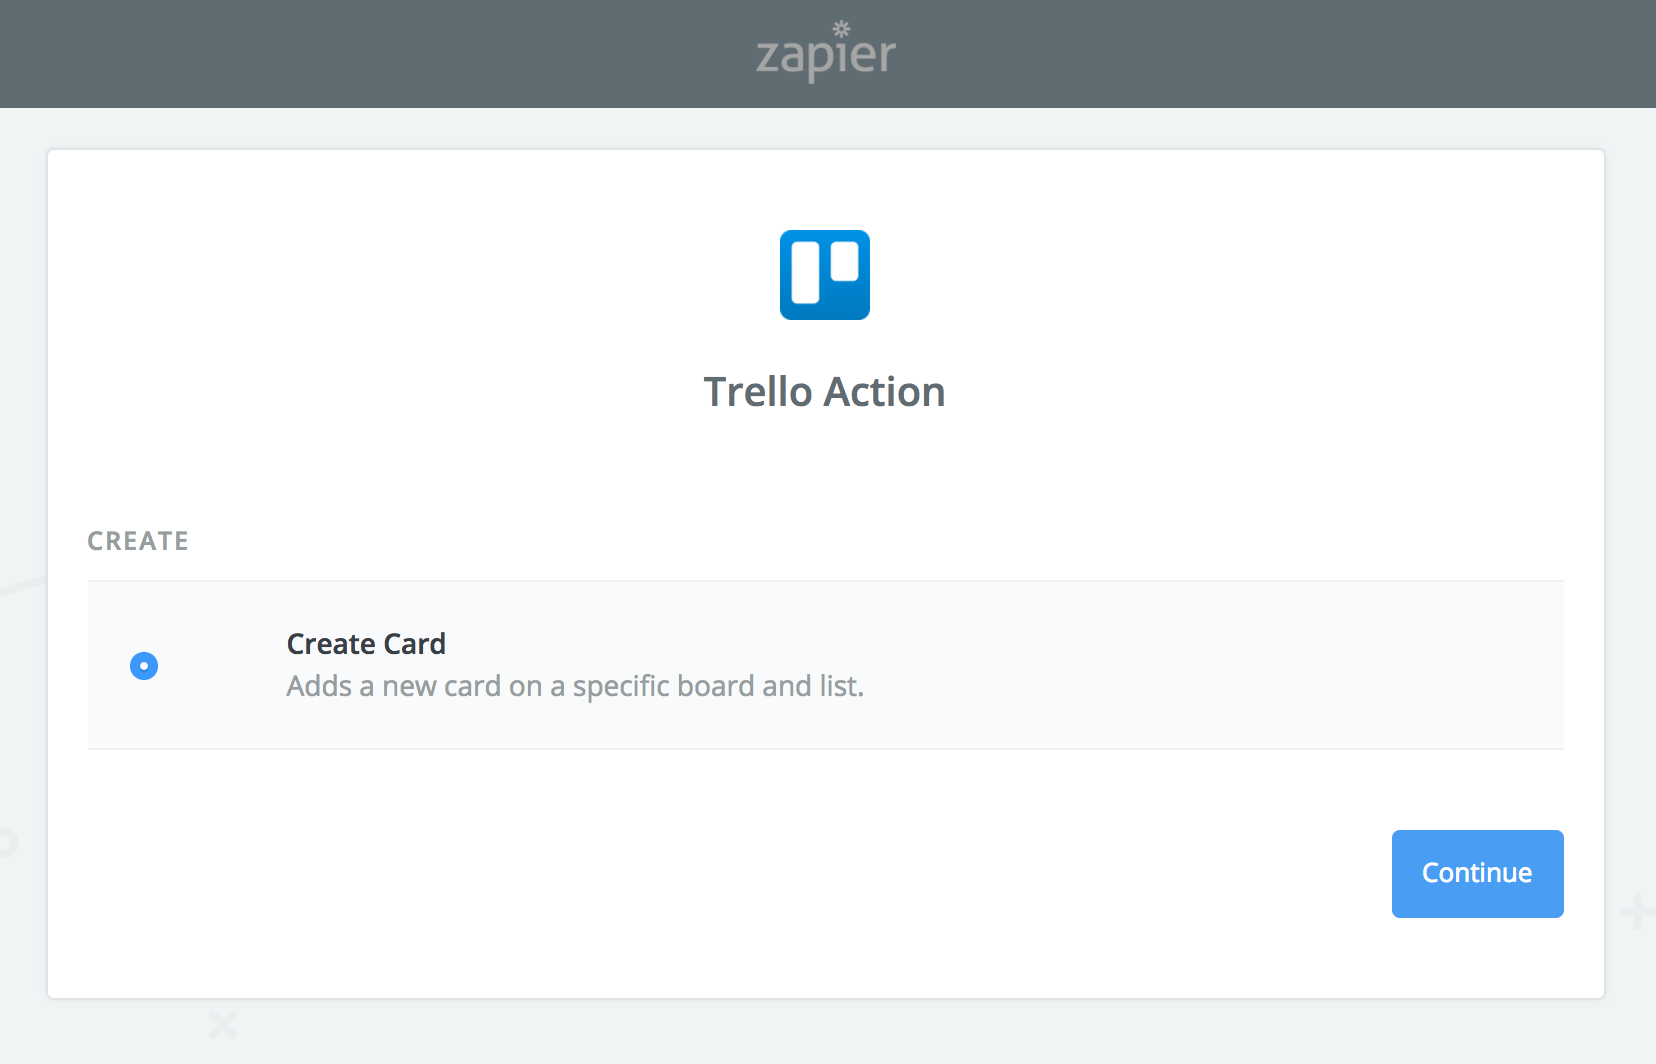 zapier
Trello Action
CREATE
Create Card
Adds a new card on a specific board and list.
Continue